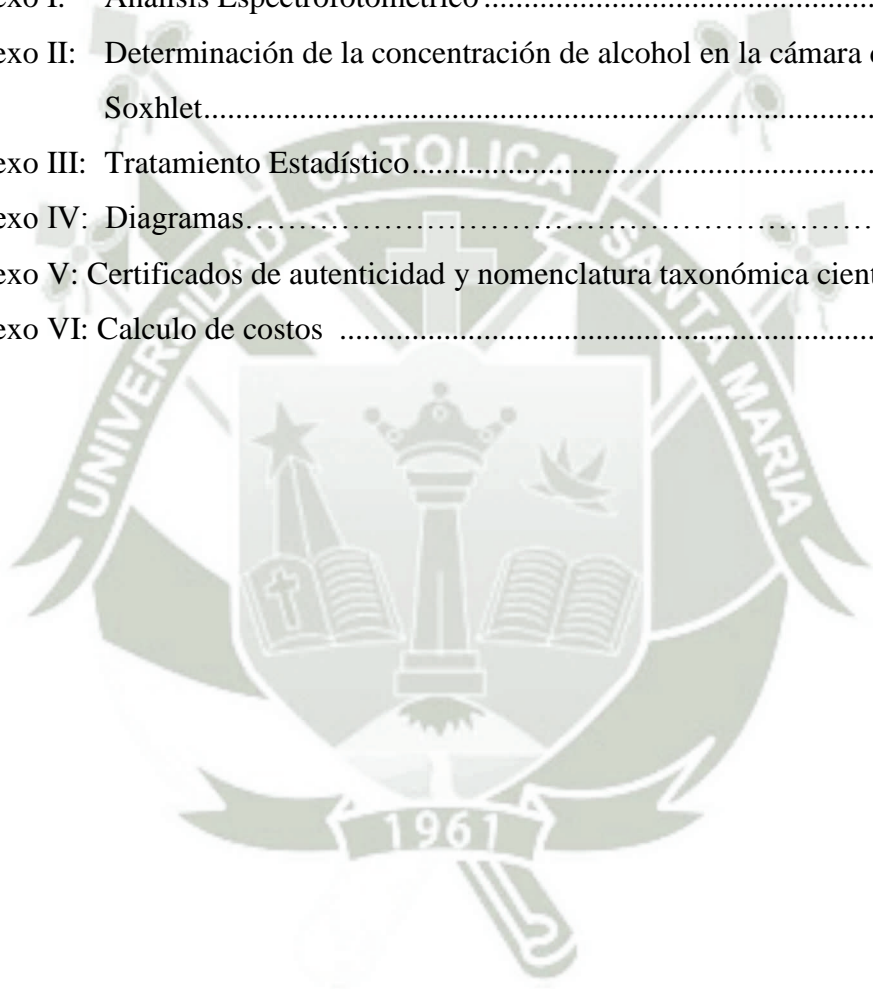 exo I: Análisis Espectrofotométrico....................................................
exo II: Determinación de la concentración de alcohol en la cámara
Soxhlet...................................................................................
exo III: Tratamiento Estadístico.........................................................
exo IV: Diagramas……………………………………………………………
exo V: Certificados de autenticidad y nomenclatura taxonómica cient
exo VI: Calculo de costos ..................................................................
UNIVERSIDAD CATOLICA SANTA MARIA
1961